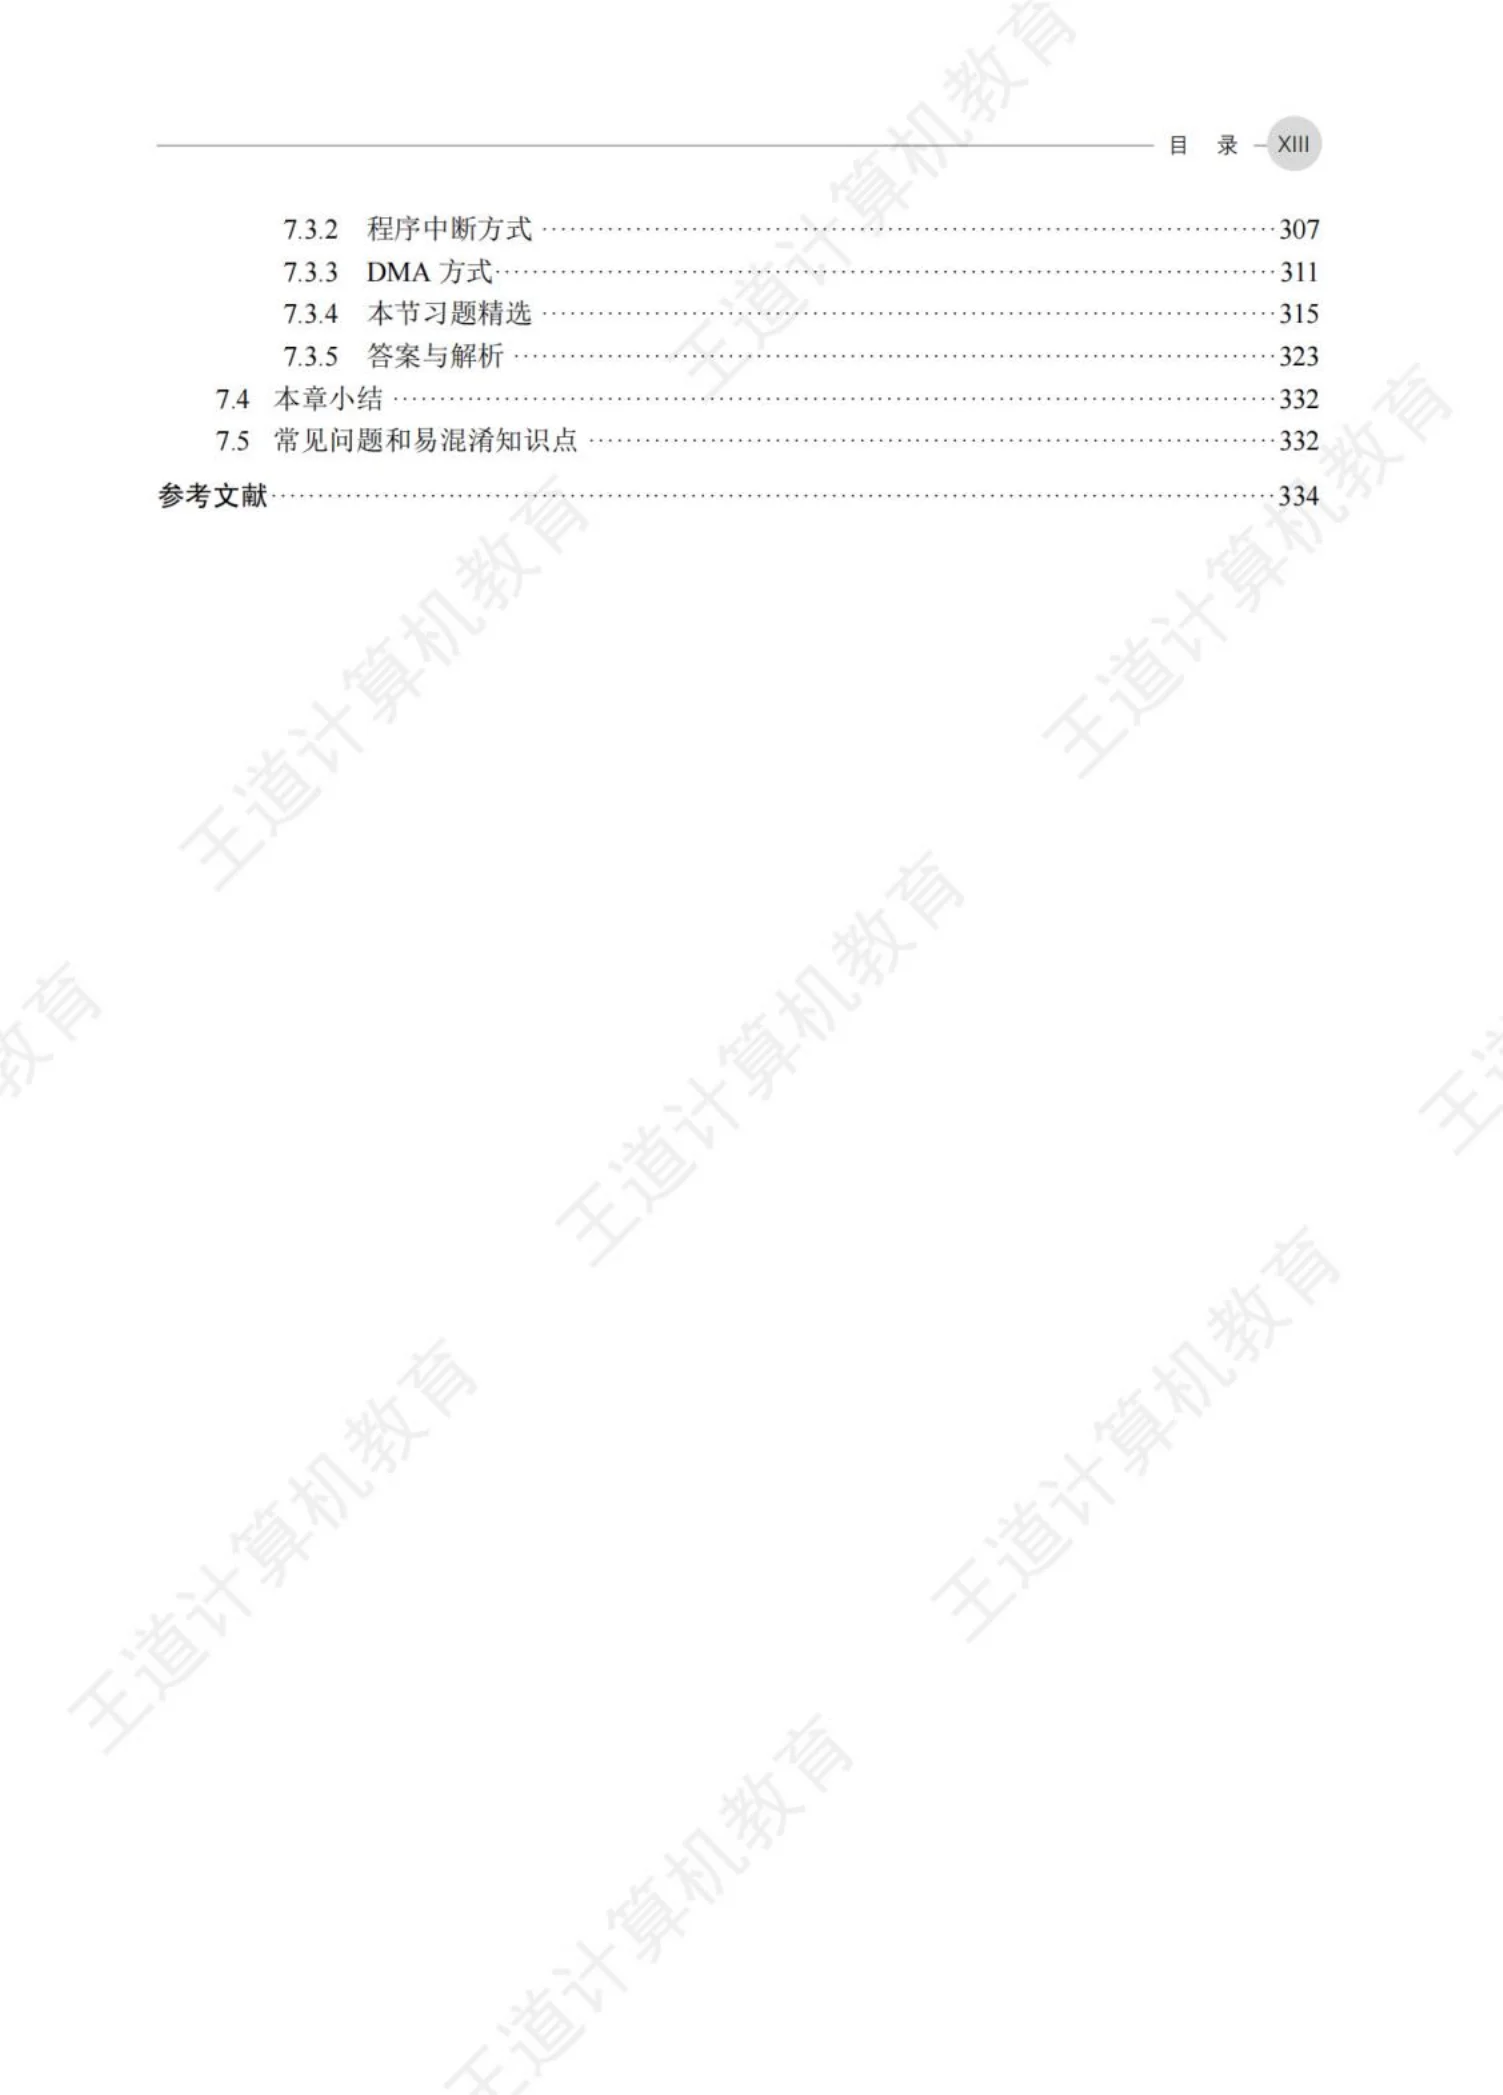 目 录 XIII
7.3.2 程序中断方式 307
7.3.3 DMA 方式 311
7.3.4 本节习题精选 315
7.3.5 答案与解析 323
7.4 本章小结 332
7.5 常见问题和易混淆知识点 332
参考文献 334
王道计算机教育
王道计算机教育
王道计算机教育
教育
王道计算机教育
王道
王道计算机教育
王道计算机教育
王道计算机教育